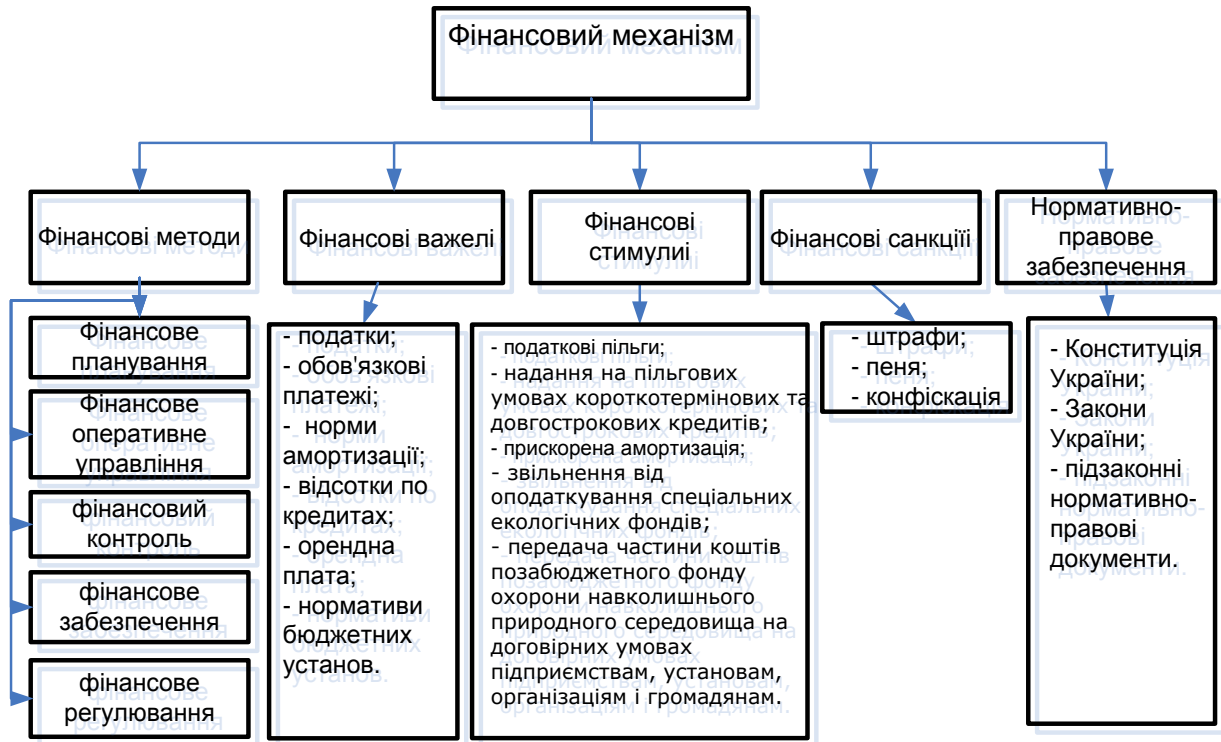 Фінансовий механізм
Фінансові методи
Фінансові важелі
Фінансові
стимулиі
Фінансові санкціїі
Нормативно-
правове
забезпечення
Фінансове
планування
Фінансове
оперативне
управління
фінансовий
контроль
фінансове
забезпечення
фінансове
регулювання
- податки;
- обов'язкові
платежі;
- норми
амортизації;
- відсотки по
кредитах;
- орендна
плата;
- нормативи
бюджетних
установ.
- податкові пільги;
- надання на пільгових
умовах короткотермінових та
довгострокових кредитів;
- прискорена амортизація;
- звільнення від
оподаткування спеціальних
екологічних фондів;
- передача частини коштів
позабюджетного фонду
охорони навколишнього
природного середовища на
договірних умовах
підприємствам, установам,
організаціям і громадянам.
- штрафи;
- пеня;
- конфіскація
- Конституція
України;
- Закони
України;
- підзаконні
нормативно-
правові
документи.